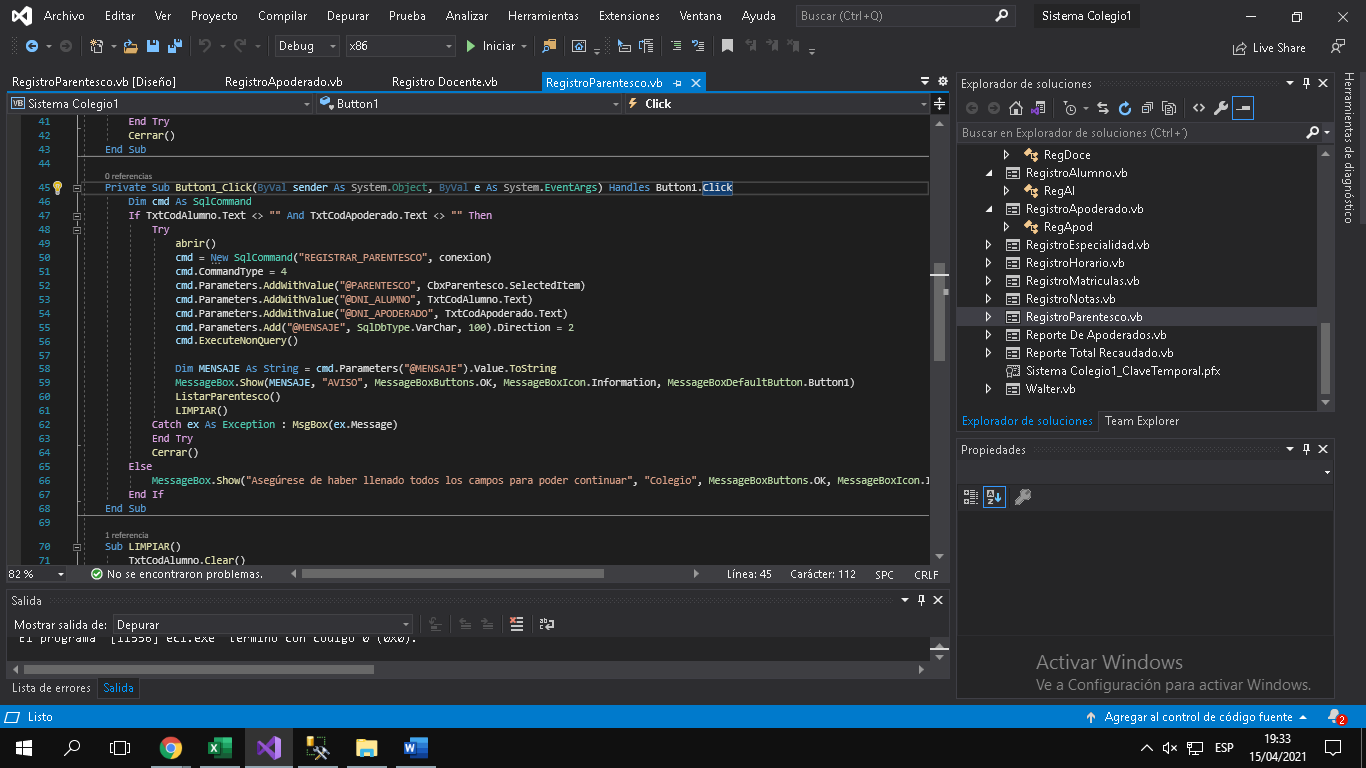 Archivo Editar Ver Proyecto Compilar Depurar Prueba Analizar Herramientas Extensiones Ventana Ayuda Buscar (Ctrl+Q) Sistema Colegio1
Debug x86 Iniciar Live Share
RegistroParentesco.vb [Diseño] RegistroApoderado.vb Registro Docente.vb RegistroParentesco.vb
Sistema Colegio1 Button1 Click
41 End Try
42 Cerrar()
43 End Sub
44
0 referencias
45 Private Sub Button1_Click(ByVal sender As System.Object, ByVal e As System.EventArgs) Handles Button1.Click
46 Dim cmd As SqlCommand
47 If TxtCodAlumno.Text <> "" And TxtCodApoderado.Text <> "" Then
48 Try
49 abrir()
50 cmd = New SqlCommand("REGISTRAR_PARENTESCO", conexion)
51 cmd.CommandType = 4
52 cmd.Parameters.AddWithValue("@PARENTESCO", CbxParentesco.SelectedItem)
53 cmd.Parameters.AddWithValue("@DNI_ALUMNO", TxtCodAlumno.Text)
54 cmd.Parameters.AddWithValue("@DNI_APODERADO", TxtCodApoderado.Text)
55 cmd.Parameters.Add("@MENSAJE", SqlDbType.VarChar, 100).Direction = 2
56 cmd.ExecuteNonQuery()
57
58 Dim MENSAJE As String = cmd.Parameters("@MENSAJE").Value.ToString
59 MessageBox.Show(MENSAJE, "AVISO", MessageBoxButtons.OK, MessageBoxIcon.Information, MessageBoxDefaultButton.Button1)
60 ListarParentesco()
61 LIMPIAR()
62 Catch ex As Exception : MsgBox(ex.Message)
63 End Try
64 Cerrar()
65 Else
66 MessageBox.Show("Asegúrese de haber llenado todos los campos para poder continuar", "Colegio", MessageBoxButtons.OK, MessageBoxIcon.
67 End If
68 End Sub
69
1 referencia
70 Sub LIMPIAR()
71 TxtCodAlumno.Clear()
82 % No se encontraron problemas. Línea: 45 Carácter: 112 SPC CRLF
Salida
Mostrar salida de: Depurar
El programa '[11556] ecl.exe' terminó con código 0 (0x0).
Lista de errores Salida
Explorador de soluciones
Buscar en Explorador de soluciones (Ctrl+´)
RegDoce
RegistroAlumno.vb
RegAl
RegistroApoderado.vb
RegApod
RegistroEspecialidad.vb
RegistroHorario.vb
RegistroMatriculas.vb
RegistroNotas.vb
RegistroParentesco.vb
Reporte De Apoderados.vb
Reporte Total Recaudado.vb
Sistema Colegio1_ClaveTemporal.pfx
Walter.vb
Explorador de soluciones Team Explorer
Propiedades
Herramientas de diagnóstico
Activar Windows
Ve a Configuración para activar Windows.
Listo Agregar al control de código fuente 2
ESP 19:33
15/04/2021